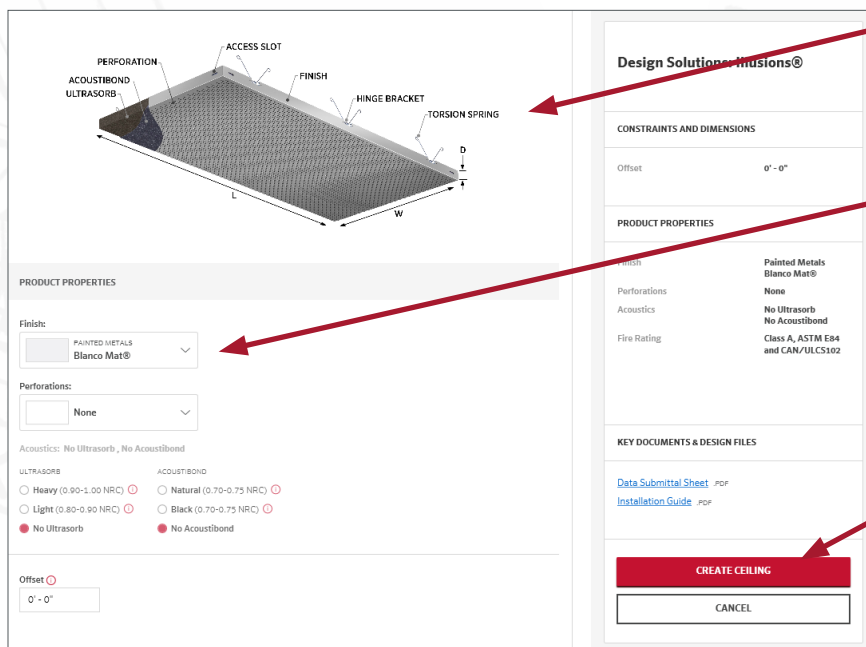 ACCESS SLOT
PERFORATION
ACOUSTIBOND
ULTRASORB
FINISH
HINGE BRACKET
TORSION SPRING
D
L
W
PRODUCT PROPERTIES
Finish:
PAINTED METALS
Blanco Mat®
Perforations:
None
Acoustics: No Ultrasorb , No Acoustibond
ULTRASORB
ACOUSTIBOND
Heavy (0.90-1.00 NRC)
Natural (0.70-0.75 NRC)
Light (0.80-0.90 NRC)
Black (0.70-0.75 NRC)
No Ultrasorb
No Acoustibond
Offset
0' - 0"
Design Solutions: Illusions®
CONSTRAINTS AND DIMENSIONS
Offset 0' - 0"
PRODUCT PROPERTIES
Finish Painted Metals
Blanco Mat®
Perforations None
Acoustics No Ultrasorb
No Acoustibond
Fire Rating Class A, ASTM E84
and CAN/ULCS102
KEY DOCUMENTS & DESIGN FILES
Data Submittal Sheet .PDF
Installation Guide .PDF
CREATE CEILING
CANCEL